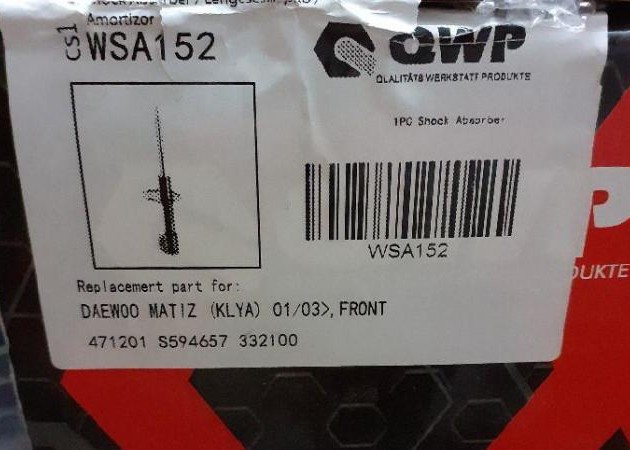 Amortizor
CS1
WSA152
QWP
QUALITÄTS WERKSTATT PRODUKTE
1PC Shock Absorber
WSA152
Replacement part for:
DAEWOO MATIZ (KLYA) 01/03>,FRONT
471201 S594657 332100